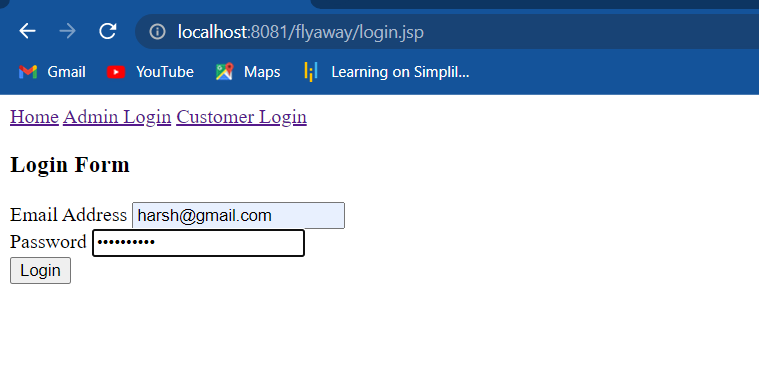 localhost:8081/flyaway/login.jsp
Gmail YouTube Maps Learning on Simplil...
Home Admin Login Customer Login
Login Form
Email Address harsh@gmail.com
Password ••••••••••
Login